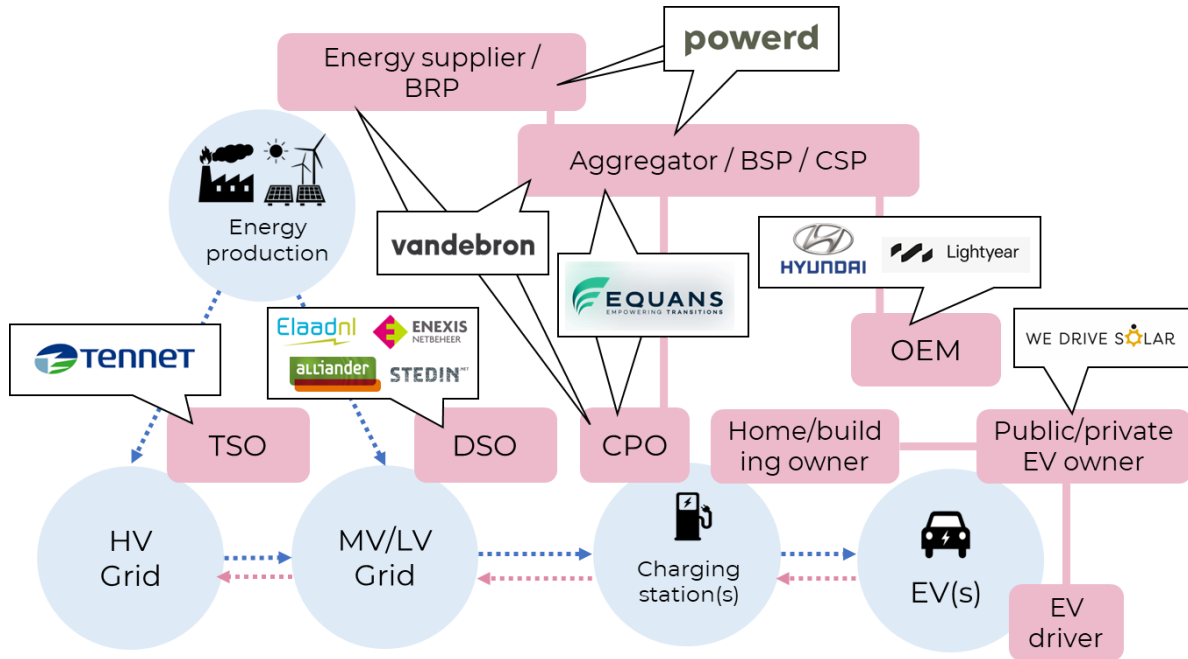 powerd
Energy supplier /
BRP
Aggregator / BSP / CSP
Energy
production
vandebron
EQUANS
EMPOWERING TRANSITIONS
HYUNDAI
Lightyear
TENNET
Elaadnl
ENEXIS
NETBEHEER
alliander
STEDIN.NET
OEM
WE DRIVE SOLAR
TSO
DSO
CPO
Home/build
ing owner
Public/private
EV owner
HV
Grid
MV/LV
Grid
Charging
station(s)
EV(s)
EV
driver